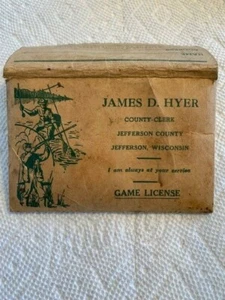 JAMES D. HYER
COUNTY CLERK
JEFFERSON COUNTY
JEFFERSON, WISCONSIN
I am always at your service
GAME LICENSE